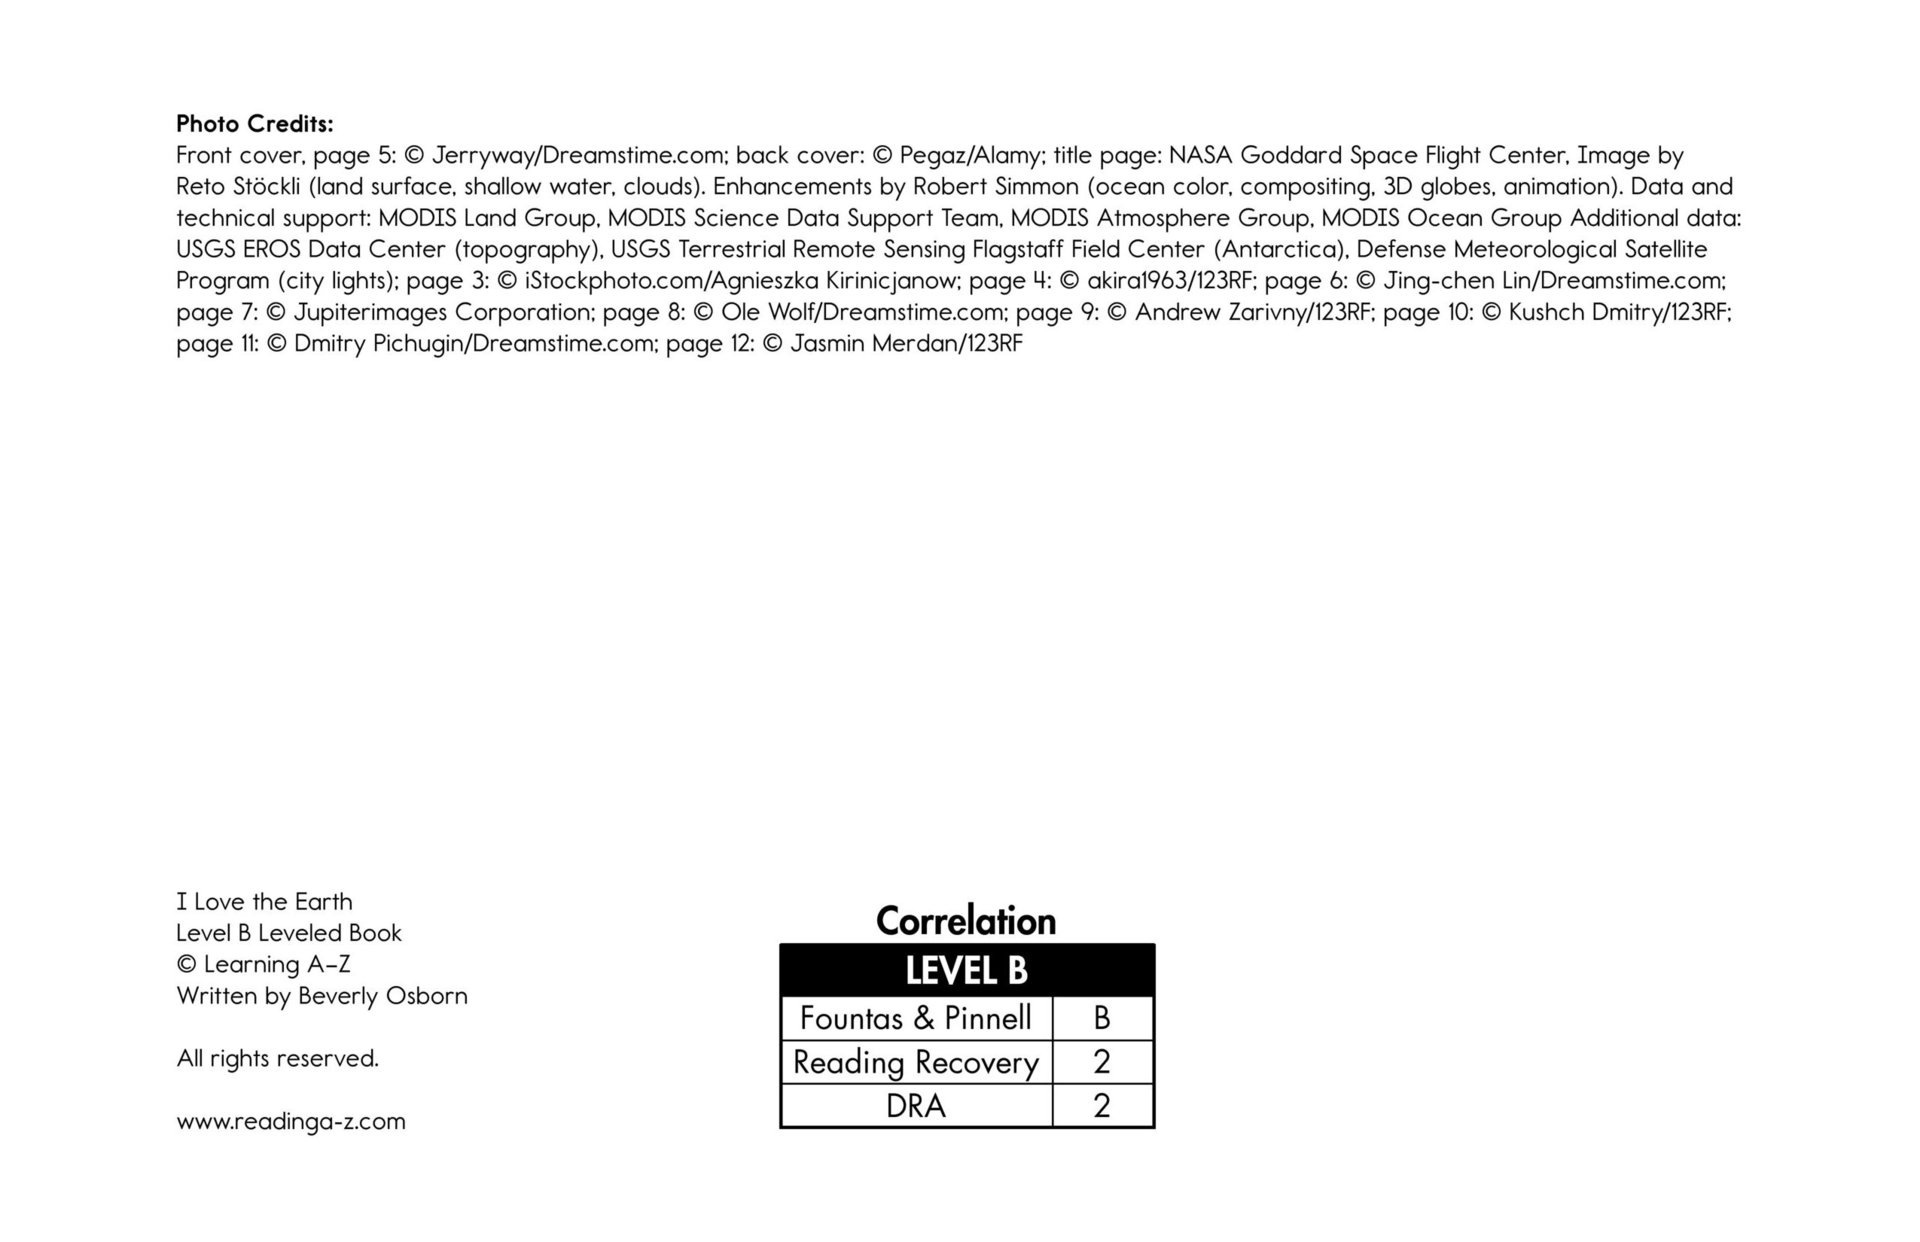 Photo Credits:
Front cover, page 5: © Jerryway/Dreamstime.com; back cover: © Pegaz/Alamy; title page: NASA Goddard Space Flight Center, Image by
Reto Stöckli (land surface, shallow water, clouds). Enhancements by Robert Simmon (ocean color, compositing, 3D globes, animation). Data and
technical support: MODIS Land Group, MODIS Science Data Support Team, MODIS Atmosphere Group, MODIS Ocean Group Additional data:
USGS EROS Data Center (topography), USGS Terrestrial Remote Sensing Flagstaff Field Center (Antarctica), Defense Meteorological Satellite
Program (city lights); page 3: © iStockphoto.com/Agnieszka Kirinicjanow; page 4: © akira1963/123RF; page 6: © Jing-chen Lin/Dreamstime.com;
page 7: © Jupiterimages Corporation; page 8: © Ole Wolf/Dreamstime.com; page 9: © Andrew Zarivny/123RF; page 10: © Kushch Dmitry/123RF;
page 11: © Dmitry Pichugin/Dreamstime.com; page 12: © Jasmin Merdan/123RF
I Love the Earth
Level B Leveled Book
© Learning A–Z
Written by Beverly Osborn
All rights reserved.
www.readinga-z.com
Correlation
LEVEL B
Fountas & Pinnell B
Reading Recovery 2
DRA 2